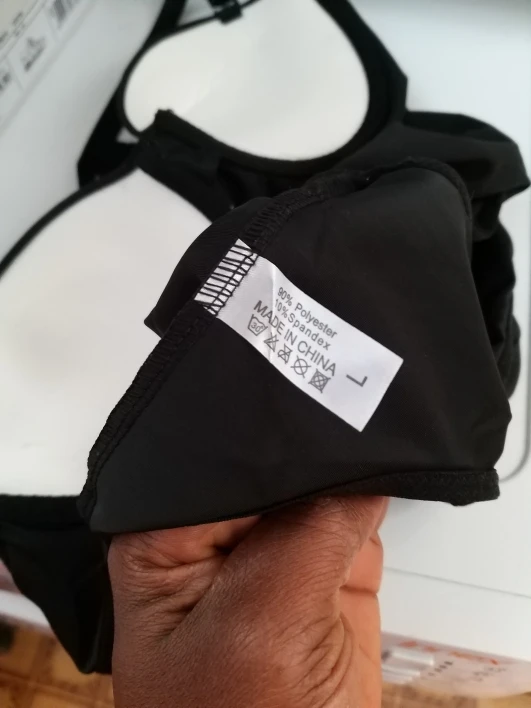 90% Polyester
10%Spandex
MADE IN CHINA
L